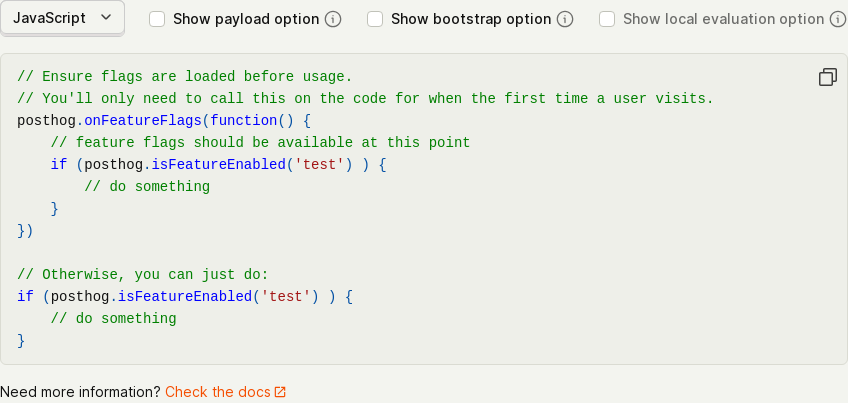 JavaScript Show payload option Show bootstrap option Show local evaluation option
// Ensure flags are loaded before usage.
// You'll only need to call this on the code for when the first time a user visits.
posthog.onFeatureFlags(function() {
    // feature flags should be available at this point
    if (posthog.isFeatureEnabled('test') ) {
        // do something
    }
})

// Otherwise, you can just do:
if (posthog.isFeatureEnabled('test') ) {
    // do something
}
Need more information? Check the docs